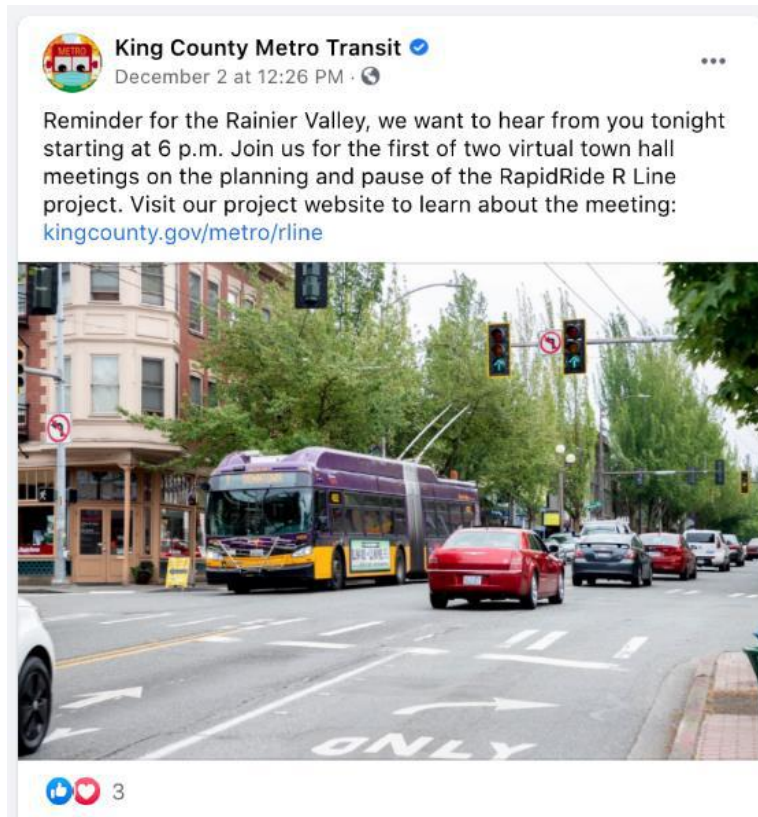 METRO
King County Metro Transit
December 2 at 12:26 PM ·
Reminder for the Rainier Valley, we want to hear from you tonight
starting at 6 p.m. Join us for the first of two virtual town hall
meetings on the planning and pause of the RapidRide R Line
project. Visit our project website to learn about the meeting:
kingcounty.gov/metro/rline
ONLY
3